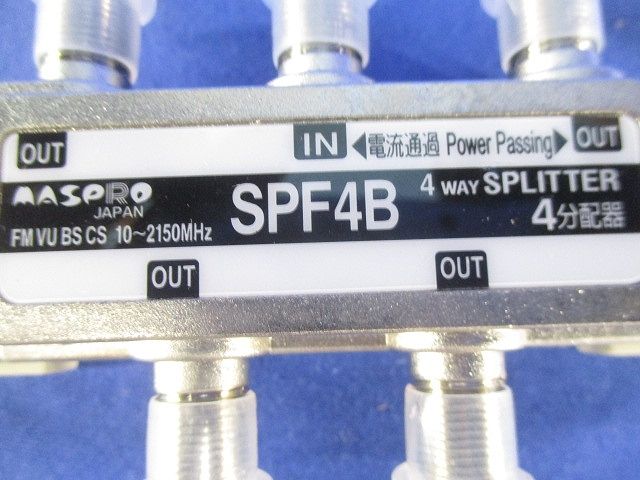 OUT
IN
◀電流通過 Power Passing▶
OUT
MASPRO
JAPAN
FM VU BS CS 10~2150MHz
SPF4B
4 WAY SPLITTER
4分配器
OUT
OUT